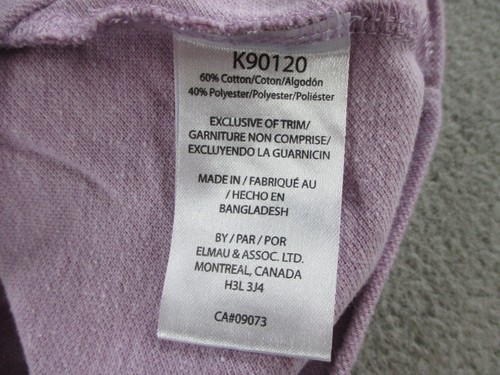 K90120
60% Cotton/Coton/Algodón
40% Polyester/Polyester/Poliéster
EXCLUSIVE OF TRIM/
GARNITURE NON COMPRISE/
EXCLUYENDO LA GUARNICIN
MADE IN / FABRIQUÉ AU
/ HECHO EN
BANGLADESH
BY / PAR / POR
ELMAU & ASSOC. LTD.
MONTREAL, CANADA
H3L 3J4
CA#09073